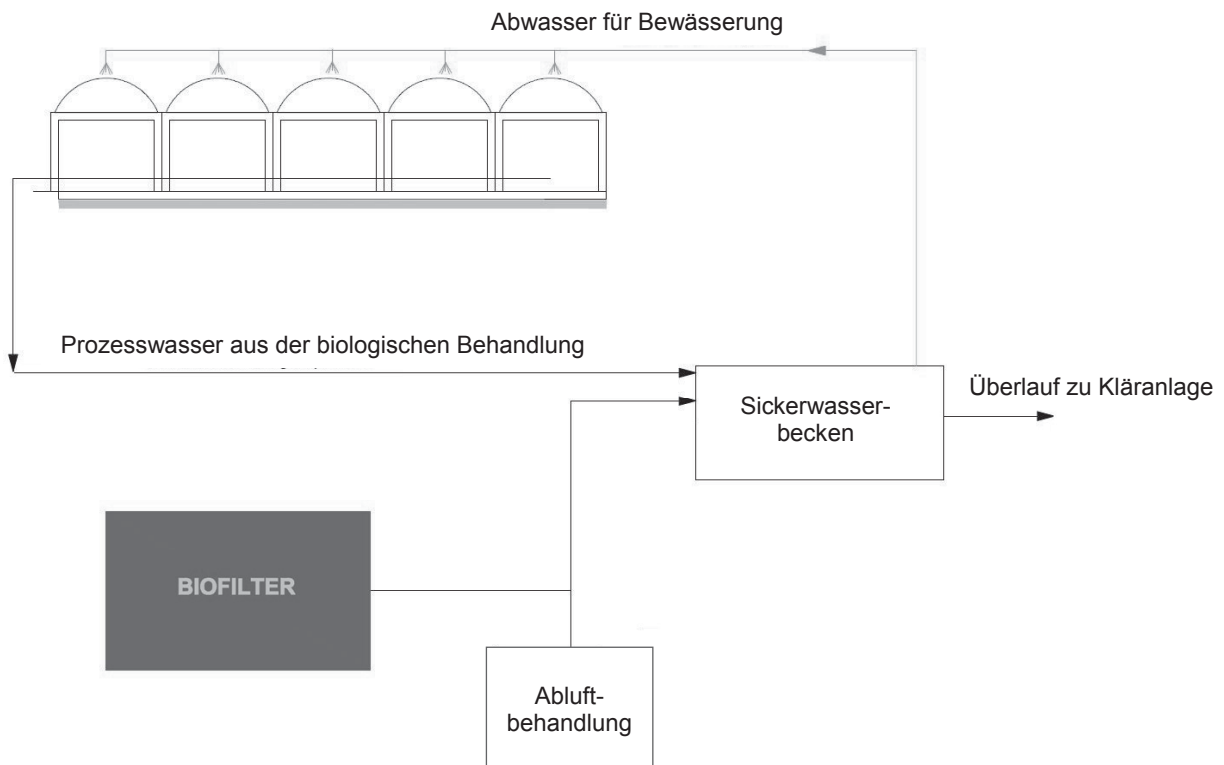 Abwasser für Bewässerung
Prozesswasser aus der biologischen Behandlung
Sickerwasser-
becken
Überlauf zu Kläranlage
BIOFILTER
Abluft-
behandlung